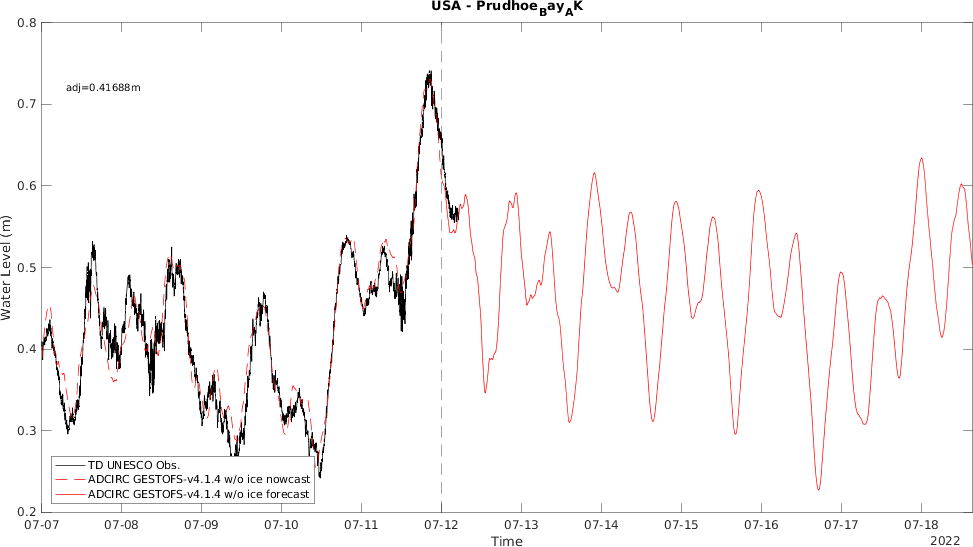 USA - Prudhoe_Bay_AK
0.8
adj=0.41688m
0.7
0.6
0.5
0.4
0.3
0.2
Water Level (m)
TD UNESCO Obs.
ADCIRC GESTOFS-v4.1.4 w/o ice nowcast
ADCIRC GESTOFS-v4.1.4 w/o ice forecast
07-07 07-08 07-09 07-10 07-11 07-12 07-13 07-14 07-15 07-16 07-17 07-18
Time
2022